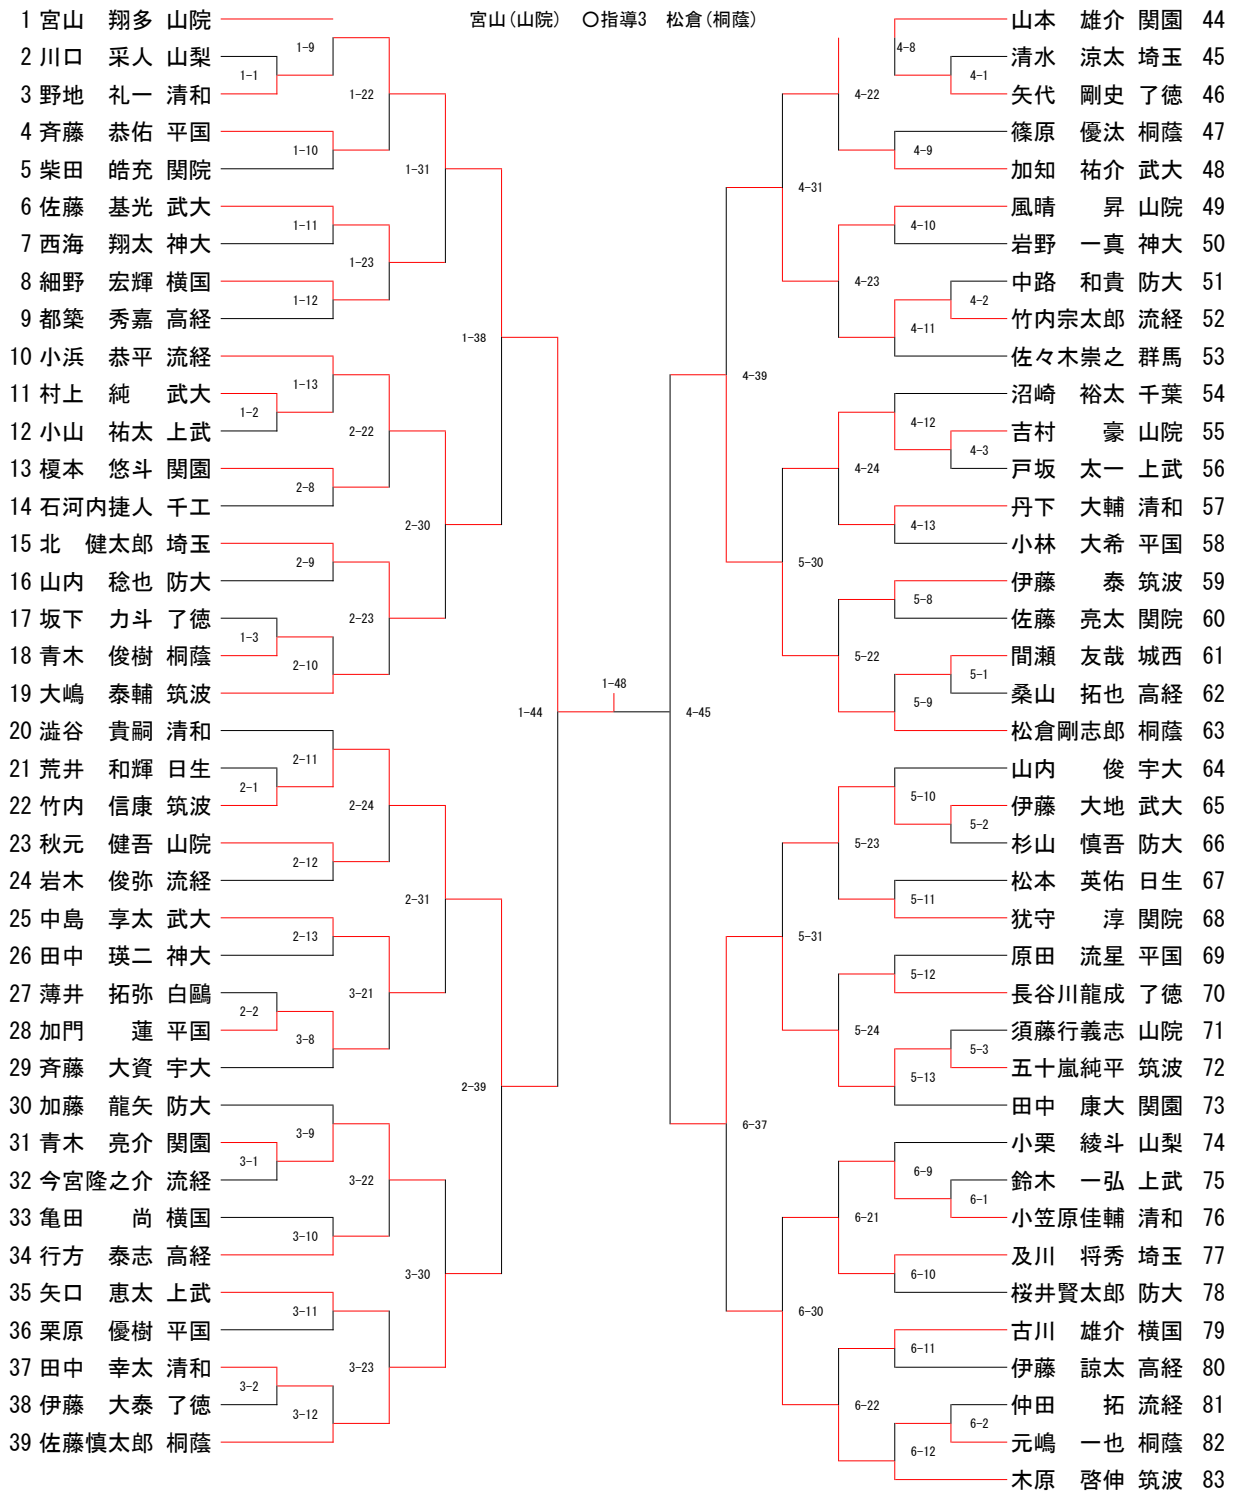 宮山(山院) ○指導3 松倉(桐蔭)
1 宮山 翔多 山院
2 川口 采人 山梨
3 野地 礼一 清和
4 斉藤 恭佑 平国
5 柴田 皓充 関院
6 佐藤 基光 武大
7 西海 翔太 神大
8 細野 宏輝 横国
9 都築 秀嘉 高経
10 小浜 恭平 流経
11 村上 純 武大
12 小山 祐太 上武
13 榎本 悠斗 関園
14 石河内捷人 千工
15 北 健太郎 埼玉
16 山内 稔也 防大
17 坂下 力斗 了徳
18 青木 俊樹 桐蔭
19 大嶋 泰輔 筑波
20 澁谷 貴嗣 清和
21 荒井 和輝 日生
22 竹内 信康 筑波
23 秋元 健吾 山院
24 岩木 俊弥 流経
25 中島 享太 武大
26 田中 瑛二 神大
27 薄井 拓弥 白鷗
28 加門 蓮 平国
29 斉藤 大資 宇大
30 加藤 龍矢 防大
31 青木 亮介 関園
32 今宮隆之介 流経
33 亀田 尚 横国
34 行方 泰志 高経
35 矢口 恵太 上武
36 栗原 優樹 平国
37 田中 幸太 清和
38 伊藤 大泰 了徳
39 佐藤慎太郎 桐蔭
1-1
1-2
1-3
2-1
2-2
3-1
3-2
1-9
1-10
1-11
1-12
1-13
2-8
2-9
2-10
2-11
2-12
2-13
3-8
3-9
3-10
3-11
3-12
1-22
1-23
2-22
2-23
2-24
3-21
3-22
3-23
1-31
2-30
2-31
3-30
1-38
2-39
1-44
1-48
4-45
4-39
6-37
4-31
5-30
5-31
6-30
4-22
4-23
4-24
5-22
5-23
5-24
6-21
6-22
4-8
4-9
4-10
4-11
4-12
4-13
5-8
5-9
5-10
5-11
5-12
5-13
6-9
6-10
6-11
6-12
4-1
4-2
4-3
5-1
5-2
5-3
6-1
6-2
山本 雄介 関園 44
清水 涼太 埼玉 45
矢代 剛史 了徳 46
篠原 優汰 桐蔭 47
加知 祐介 武大 48
風晴 昇 山院 49
岩野 一真 神大 50
中路 和貴 防大 51
竹内宗太郎 流経 52
佐々木崇之 群馬 53
沼崎 裕太 千葉 54
吉村 豪 山院 55
戸坂 太一 上武 56
丹下 大輔 清和 57
小林 大希 平国 58
伊藤 泰 筑波 59
佐藤 亮太 関院 60
間瀬 友哉 城西 61
桑山 拓也 高経 62
松倉剛志郎 桐蔭 63
山内 俊 宇大 64
伊藤 大地 武大 65
杉山 慎吾 防大 66
松本 英佑 日生 67
犾守 淳 関院 68
原田 流星 平国 69
長谷川龍成 了徳 70
須藤行義志 山院 71
五十嵐純平 筑波 72
田中 康大 関園 73
小栗 綾斗 山梨 74
鈴木 一弘 上武 75
小笠原佳輔 清和 76
及川 将秀 埼玉 77
桜井賢太郎 防大 78
古川 雄介 横国 79
伊藤 諒太 高経 80
仲田 拓 流経 81
元嶋 一也 桐蔭 82
木原 啓伸 筑波 83